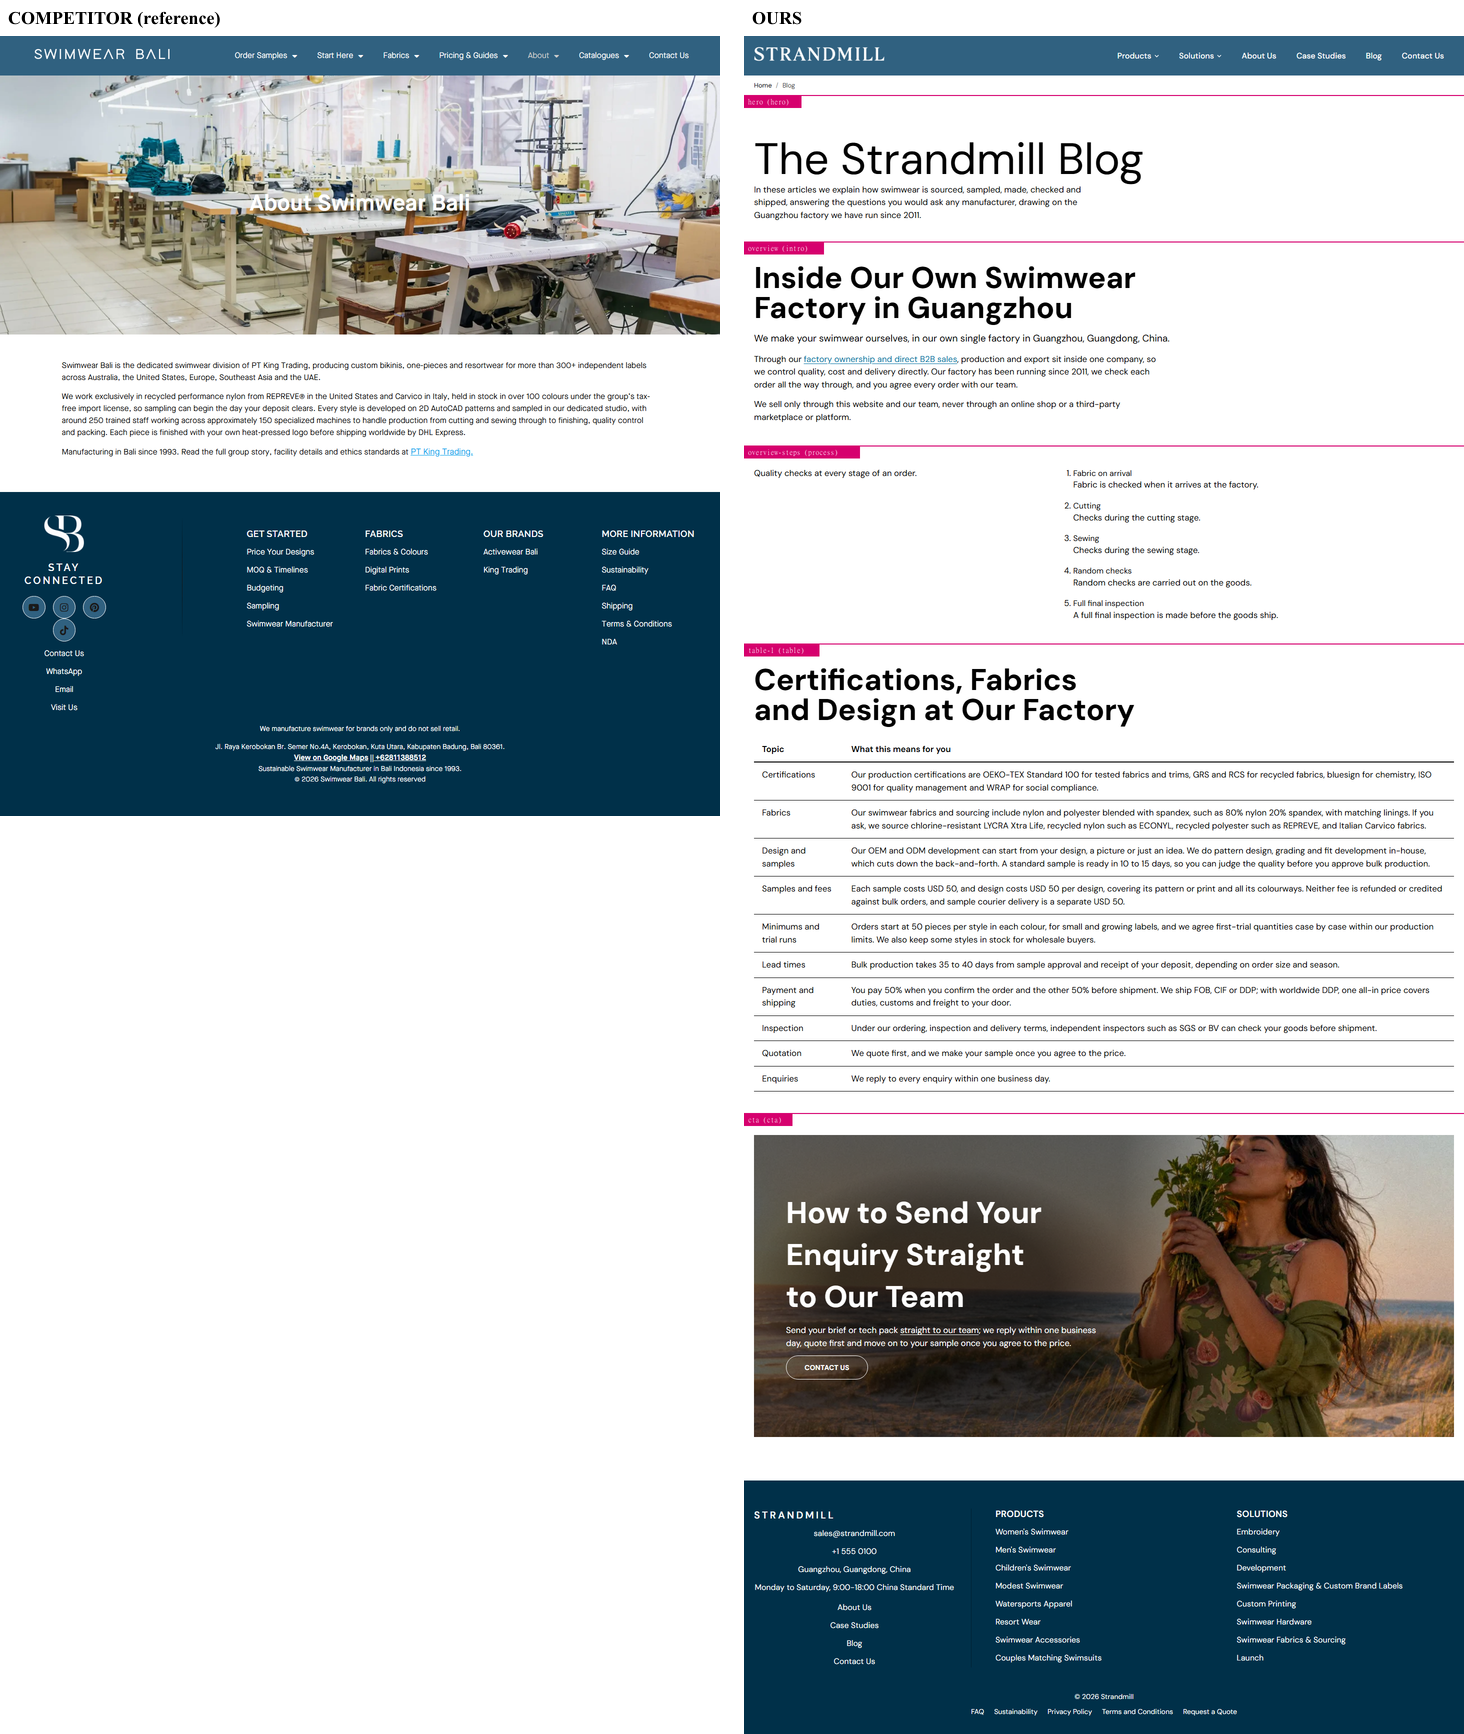 COMPETITOR (reference)
SWIMWEAR BALI
Order Samples
Start Here
Fabrics
Pricing & Guides
About
Catalogues
Contact Us
About Swimwear Bali
Swimwear Bali is the dedicated swimwear division of PT King Trading, producing custom bikinis, one-pieces and resortwear for more than 300+ independent labels
across Australia, the United States, Europe, Southeast Asia and the UAE.
We work exclusively in recycled performance nylon from REPREVE® in the United States and Carvico in Italy, held in stock in over 100 colours under the group's tax-
free import license, so sampling can begin the day your deposit clears. Every style is developed on 2D AutoCAD patterns and sampled in our dedicated studio, with
around 250 trained staff working across approximately 150 specialized machines to handle production from cutting and sewing through to finishing, quality control
and packing. Each piece is finished with your own heat-pressed logo before shipping worldwide by DHL Express.
Manufacturing in Bali since 1993. Read the full group story, facility details and ethics standards at PT King Trading.
STAY
CONNECTED
Contact Us
WhatsApp
Email
Visit Us
GET STARTED
Price Your Designs
MOQ & Timelines
Budgeting
Sampling
Swimwear Manufacturer
FABRICS
Fabrics & Colours
Digital Prints
Fabric Certifications
OUR BRANDS
Activewear Bali
King Trading
MORE INFORMATION
Size Guide
Sustainability
FAQ
Shipping
Terms & Conditions
NDA
We manufacture swimwear for brands only and do not sell retail.
Jl. Raya Kerobokan Br. Semer No.4A, Kerobokan, Kuta Utara, Kabupaten Badung, Bali 80361.
View on Google Maps || +62811388512
Sustainable Swimwear Manufacturer in Bali Indonesia since 1993.
© 2026 Swimwear Bali. All rights reserved
OURS
STRANDMILL
Products
Solutions
About Us
Case Studies
Blog
Contact Us
Home / Blog
hero (hero)
The Strandmill Blog
In these articles we explain how swimwear is sourced, sampled, made, checked and
shipped, answering the questions you would ask any manufacturer, drawing on the
Guangzhou factory we have run since 2011.
overview (intro)
Inside Our Own Swimwear
Factory in Guangzhou
We make your swimwear ourselves, in our own single factory in Guangzhou, Guangdong, China.
Through our factory ownership and direct B2B sales, production and export sit inside one company, so
we control quality, cost and delivery directly. Our factory has been running since 2011, we check each
order all the way through, and you agree every order with our team.
We sell only through this website and our team, never through an online shop or a third-party
marketplace or platform.
overview-steps (process)
Quality checks at every stage of an order.
1. Fabric on arrival
Fabric is checked when it arrives at the factory.
2. Cutting
Checks during the cutting stage.
3. Sewing
Checks during the sewing stage.
4. Random checks
Random checks are carried out on the goods.
5. Full final inspection
A full final inspection is made before the goods ship.
table-1 (table)
Certifications, Fabrics
and Design at Our Factory
Topic
What this means for you
Certifications
Our production certifications are OEKO-TEX Standard 100 for tested fabrics and trims, GRS and RCS for recycled fabrics, bluesign for chemistry, ISO
9001 for quality management and WRAP for social compliance.
Fabrics
Our swimwear fabrics and sourcing include nylon and polyester blended with spandex, such as 80% nylon 20% spandex, with matching linings. If you
ask, we source chlorine-resistant LYCRA Xtra Life, recycled nylon such as ECONYL, recycled polyester such as REPREVE, and Italian Carvico fabrics.
Design and
samples
Our OEM and ODM development can start from your design, a picture or just an idea. We do pattern design, grading and fit development in-house,
which cuts down the back-and-forth. A standard sample is ready in 10 to 15 days, so you can judge the quality before you approve bulk production.
Samples and fees
Each sample costs USD 50, and design costs USD 50 per design, covering its pattern or print and all its colourways. Neither fee is refunded or credited
against bulk orders, and sample courier delivery is a separate USD 50.
Minimums and
trial runs
Orders start at 50 pieces per style in each colour, for small and growing labels, and we agree first-trial quantities case by case within our production
limits. We also keep some styles in stock for wholesale buyers.
Lead times
Bulk production takes 35 to 40 days from sample approval and receipt of your deposit, depending on order size and season.
Payment and
shipping
You pay 50% when you confirm the order and the other 50% before shipment. We ship FOB, CIF or DDP; with worldwide DDP, one all-in price covers
duties, customs and freight to your door.
Inspection
Under our ordering, inspection and delivery terms, independent inspectors such as SGS or BV can check your goods before shipment.
Quotation
We quote first, and we make your sample once you agree to the price.
Enquiries
We reply to every enquiry within one business day.
cta (cta)
How to Send Your
Enquiry Straight
to Our Team
Send your brief or tech pack straight to our team; we reply within one business
day, quote first and move on to your sample once you agree to the price.
CONTACT US
STRANDMILL
sales@strandmill.com
+1 555 0100
Guangzhou, Guangdong, China
Monday to Saturday, 9:00-18:00 China Standard Time
About Us
Case Studies
Blog
Contact Us
PRODUCTS
Women's Swimwear
Men's Swimwear
Children's Swimwear
Modest Swimwear
Watersports Apparel
Resort Wear
Swimwear Accessories
Couples Matching Swimsuits
SOLUTIONS
Embroidery
Consulting
Development
Swimwear Packaging & Custom Brand Labels
Custom Printing
Swimwear Hardware
Swimwear Fabrics & Sourcing
Launch
© 2026 Strandmill
FAQ
Sustainability
Privacy Policy
Terms and Conditions
Request a Quote